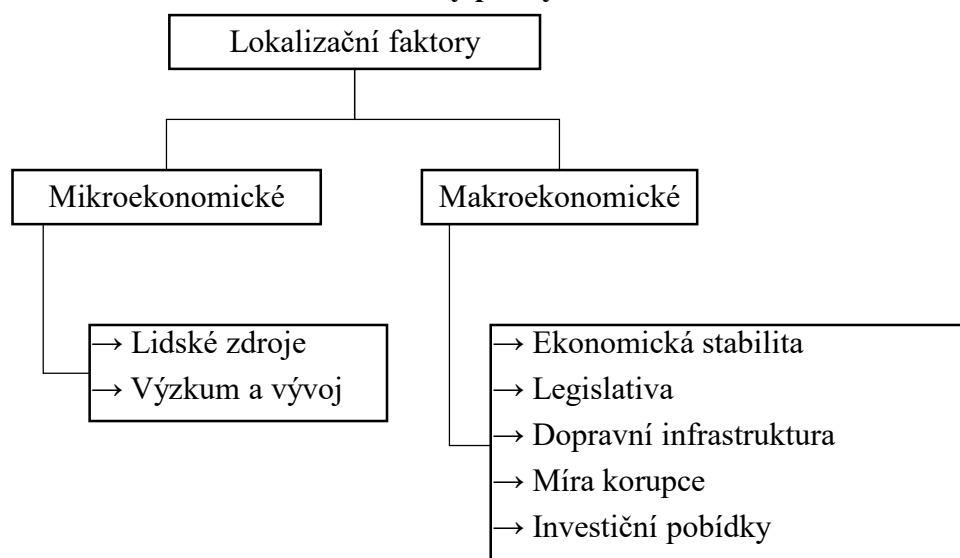 Lokalizační faktory
Mikroekonomické
Makroekonomické
→ Lidské zdroje
→ Výzkum a vývoj
→ Ekonomická stabilita
→ Legislativa
→ Dopravní infrastruktura
→ Míra korupce
→ Investiční pobídky